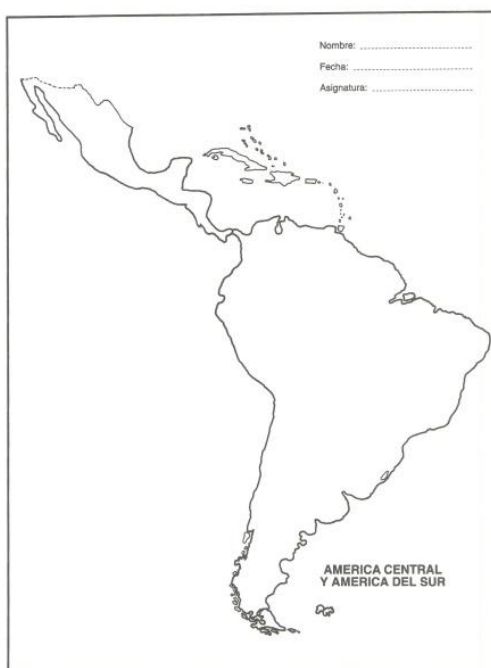 Nombre:
Fecha:
Asignatura:
AMERICA CENTRAL
Y AMERICA DEL SUR